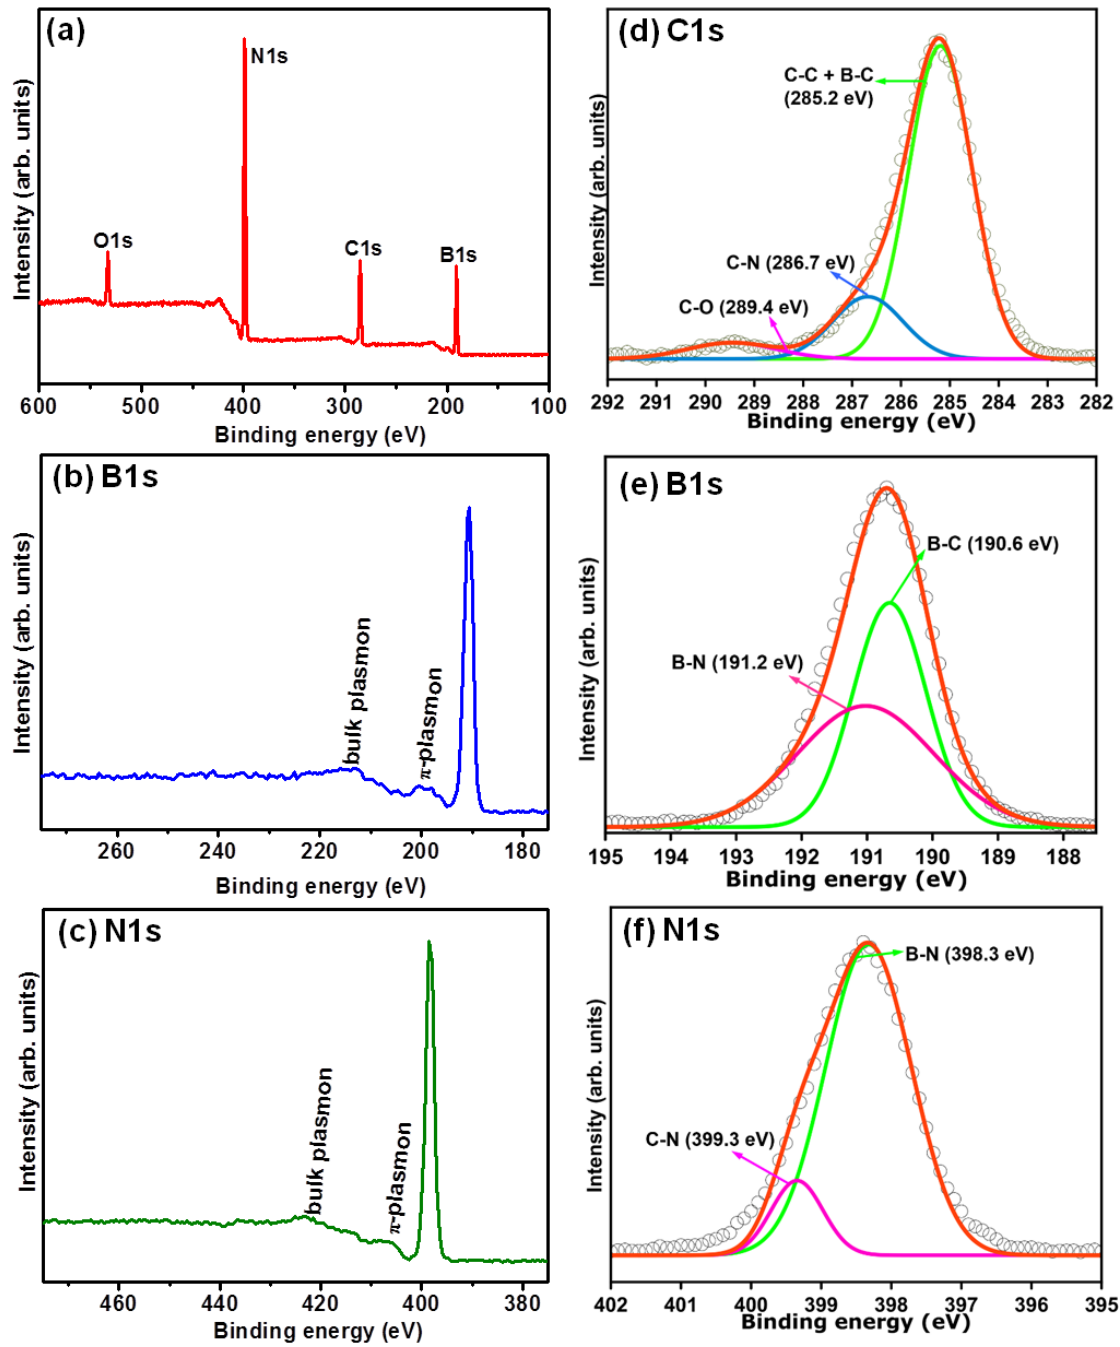 (a)
N1s
O1s
C1s
B1s
Intensity (arb. units)
600 500 400 300 200 100
Binding energy (eV)
(d) C1s
C-C + B-C
(285.2 eV)
C-N (286.7 eV)
C-O (289.4 eV)
Intensity (arb. units)
292 291 290 289 288 287 286 285 284 283 282
Binding energy (eV)
(b) B1s
bulk plasmon
π-plasmon
Intensity (arb. units)
260 240 220 200 180
Binding energy (eV)
(e) B1s
B-C (190.6 eV)
B-N (191.2 eV)
Intensity (arb. units)
195 194 193 192 191 190 189 188
Binding energy (eV)
(c) N1s
bulk plasmon
π-plasmon
Intensity (arb. units)
460 440 420 400 380
Binding energy (eV)
(f) N1s
B-N (398.3 eV)
C-N (399.3 eV)
Intensity (arb. units)
402 401 400 399 398 397 396 395
Binding energy (eV)